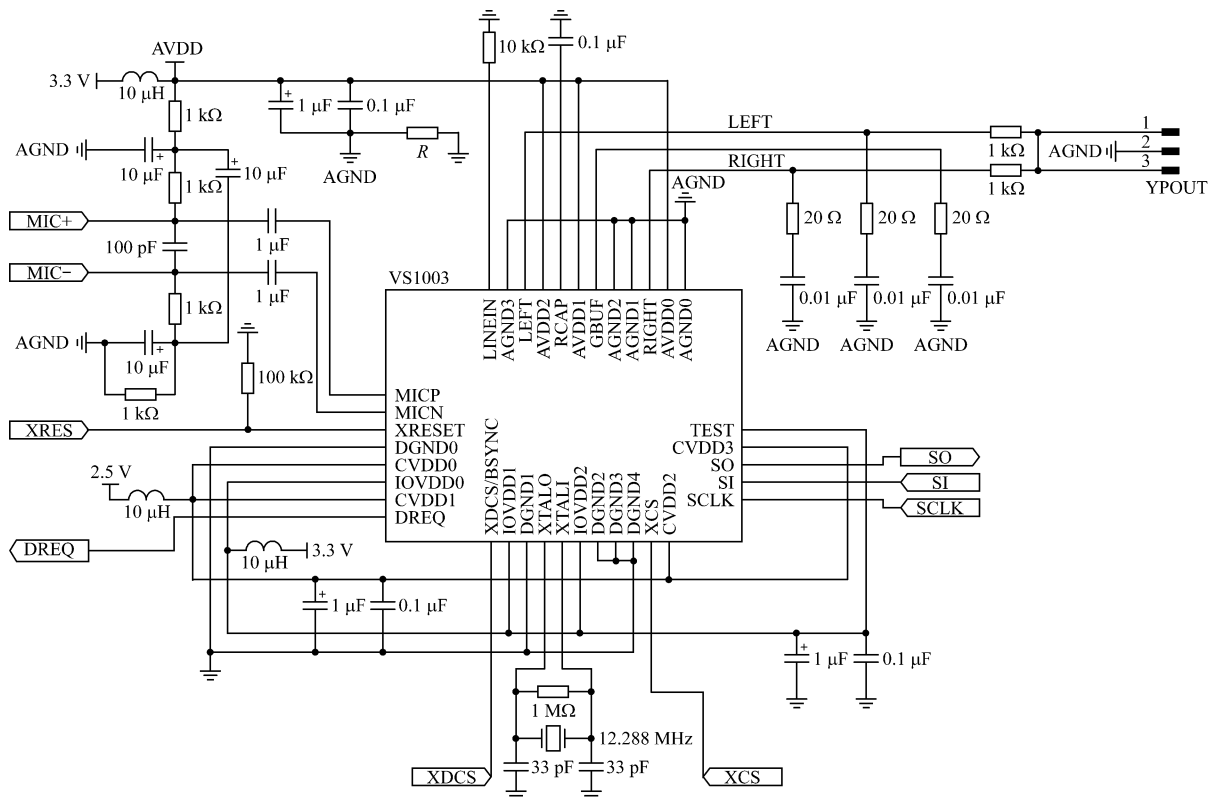 10 kΩ
0.1 μF
AVDD
3.3 V
10 μH
1 kΩ
1 μF
0.1 μF
R
AGND
AGND
10 μF
10 μF
1 kΩ
MIC+
100 pF
1 μF
MIC−
1 μF
1 kΩ
AGND
10 μF
1 kΩ
100 kΩ
XRES
2.5 V
10 μH
DREQ
10 μH
3.3 V
LEFT
RIGHT
AGND
1 kΩ
1 kΩ
AGND
1
2
3
YPOUT
20 Ω
20 Ω
20 Ω
0.01 μF
0.01 μF
0.01 μF
AGND
AGND
AGND
VS1003
LINEIN
AGND3
LEFT
AVDD2
RCAP
AVDD1
GBUF
AGND2
AGND1
RIGHT
AVDD0
AGND0
MICP
MICN
XRESET
DGND0
CVDD0
IOVDD0
CVDD1
DREQ
XDCS/BSYNC
IOVDD1
DGND1
XTALO
XTALI
IOVDD2
DGND2
DGND3
DGND4
XCS
CVDD2
TEST
CVDD3
SO
SI
SCLK
SO
SI
SCLK
1 μF
0.1 μF
1 μF
0.1 μF
1 MΩ
12.288 MHz
33 pF
33 pF
XDCS
XCS